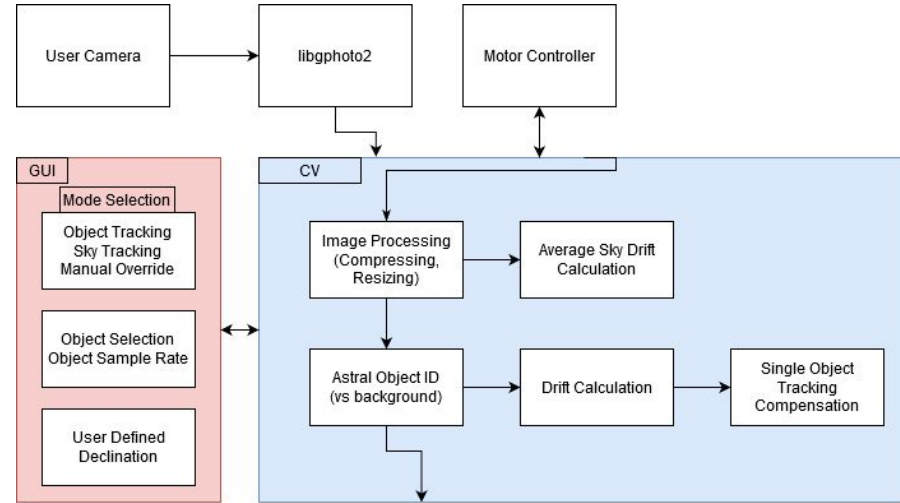 User Camera
libgphoto2
Motor Controller
GUI
Mode Selection
Object Tracking
Sky Tracking
Manual Override
Object Selection
Object Sample Rate
User Defined
Declination
CV
Image Processing
(Compressing,
Resizing)
Average Sky Drift
Calculation
Astral Object ID
(vs background)
Drift Calculation
Single Object
Tracking
Compensation